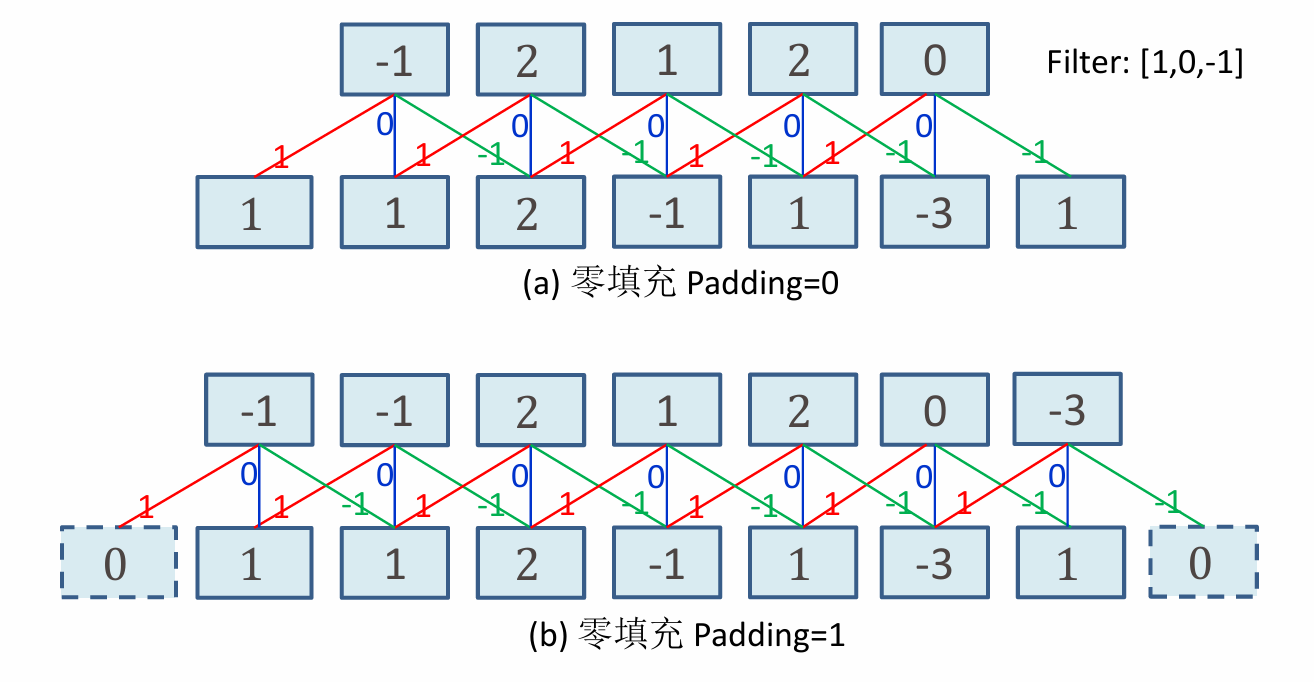 -1 2 1 2 0 Filter: [1,0,-1]
0 0 0 0 0
1 1 -1 1 -1 1 -1 1 -1 -1
1 1 2 -1 1 -3 1
(a) 零填充 Padding=0
-1 -1 2 1 2 0 -3
0 0 0 0 0 0 0
1 1 -1 1 -1 1 -1 1 -1 1 -1 1 -1 -1
0 1 1 2 -1 1 -3 1 0
(b) 零填充 Padding=1